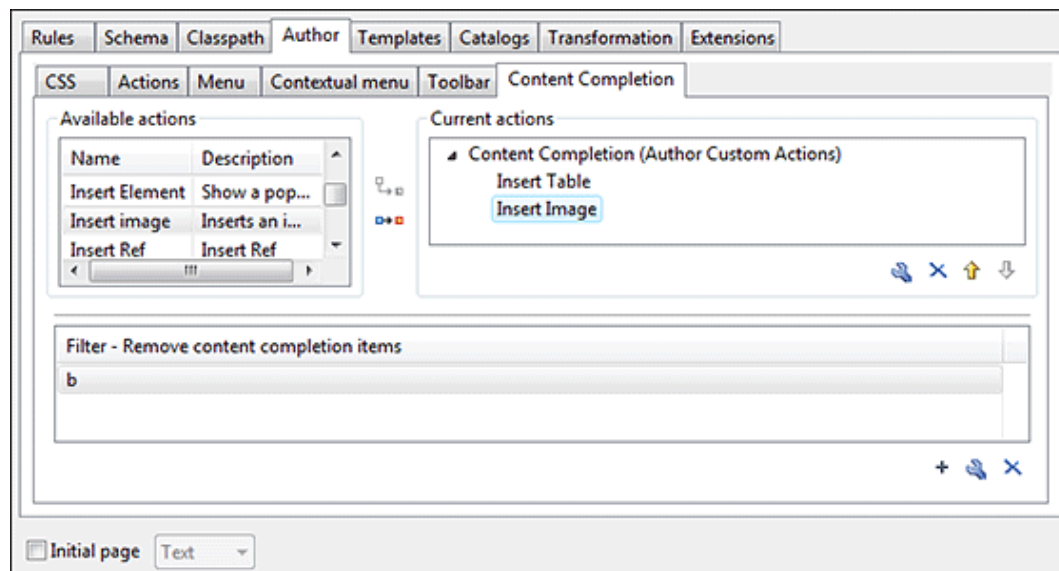 Rules Schema Classpath Author Templates Catalogs Transformation Extensions
CSS Actions Menu Contextual menu Toolbar Content Completion
Available actions
Name Description
Insert Element Show a pop...
Insert image Inserts an i...
Insert Ref Insert Ref
Current actions
Content Completion (Author Custom Actions)
Insert Table
Insert Image
Filter - Remove content completion items
b
Initial page Text